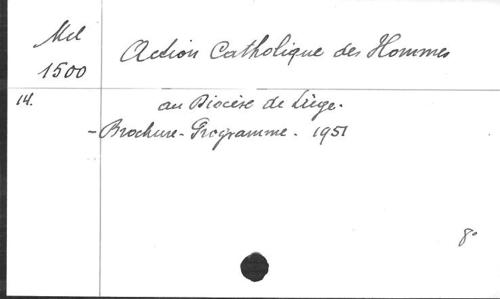 Mel
1500
Action Catholique des Hommes
14.
au Diocèse de Liège.
- Brochure - Programme. 1951
8°